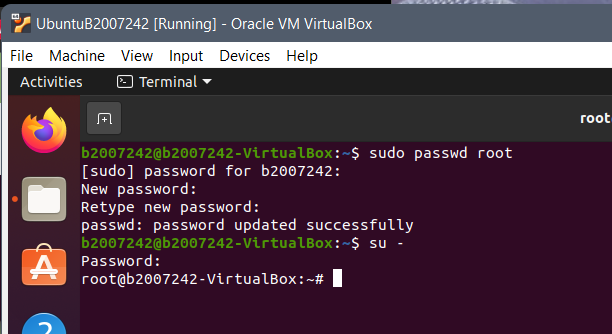 UbuntuB2007242 [Running] - Oracle VM VirtualBox
File Machine View Input Devices Help
Activities Terminal
root
b2007242@b2007242-VirtualBox:~$ sudo passwd root
[sudo] password for b2007242:
New password:
Retype new password:
passwd: password updated successfully
b2007242@b2007242-VirtualBox:~$ su -
Password:
root@b2007242-VirtualBox:~#